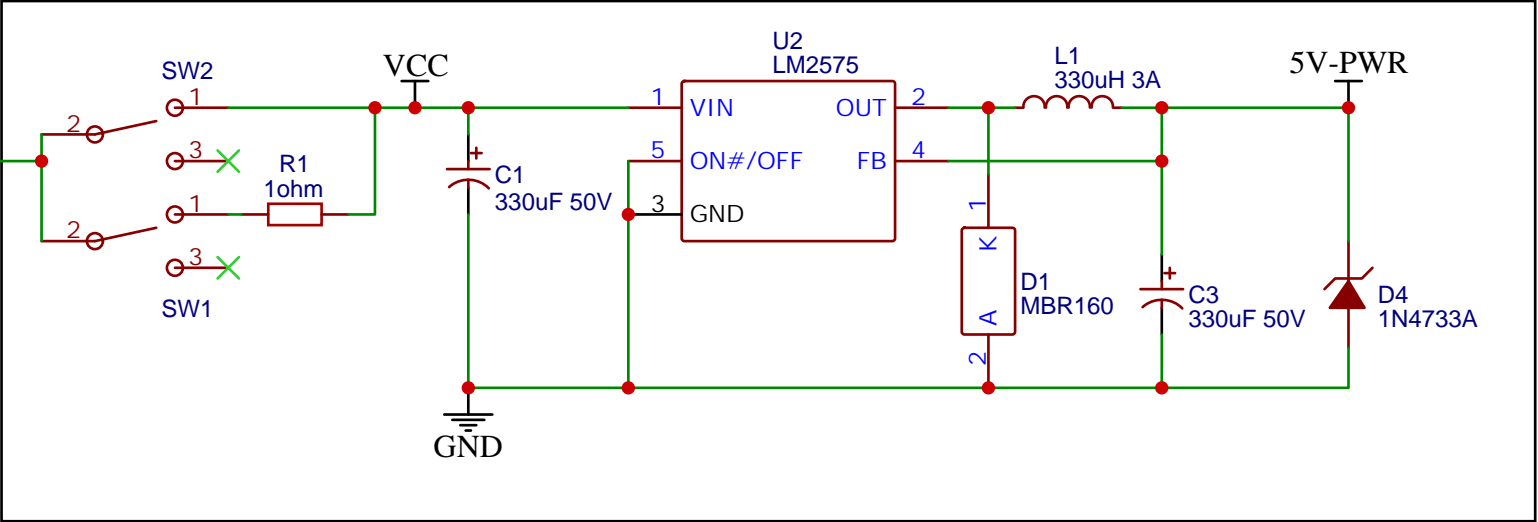 SW2
1
2
3
R1
1ohm
1
2
3
SW1
VCC
C1
330uF 50V
GND
U2
LM2575
1
VIN
OUT
2
5
ON#/OFF
FB
4
3
GND
L1
330uH 3A
1
K
A
2
D1
MBR160
C3
330uF 50V
5V-PWR
D4
1N4733A